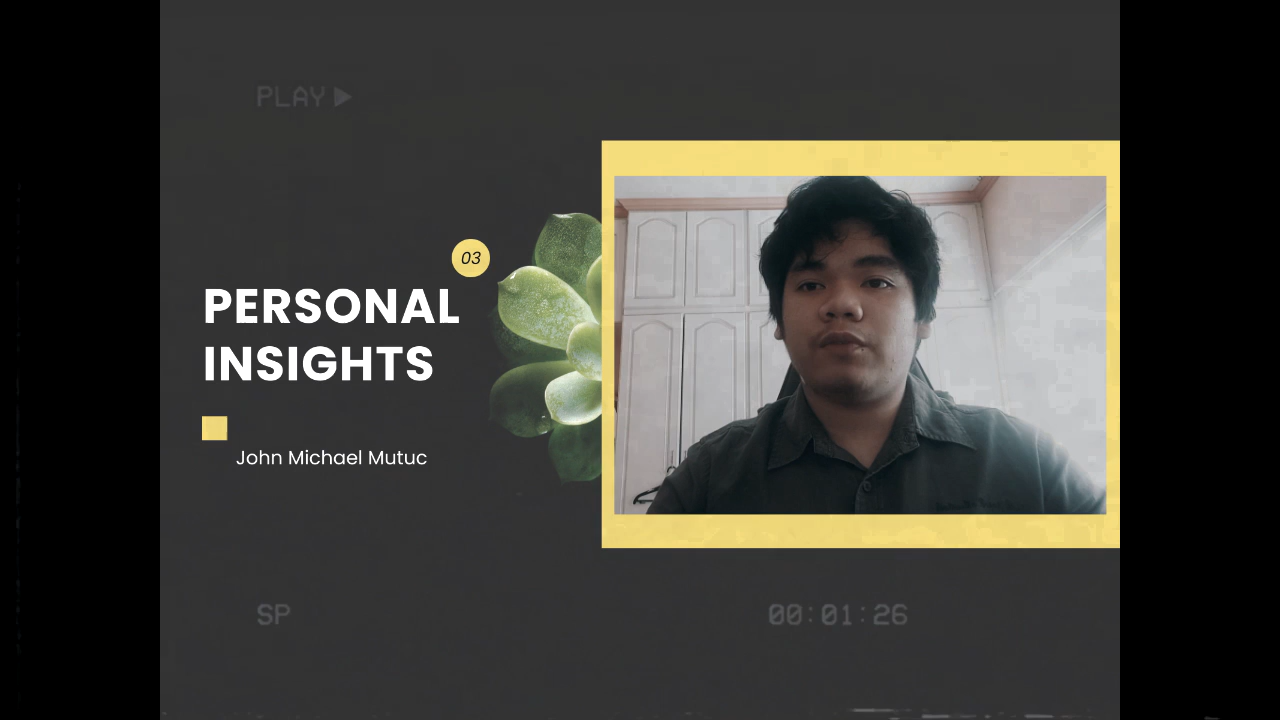 PLAY
03
PERSONAL
INSIGHTS
John Michael Mutuc
SP
00:01:26